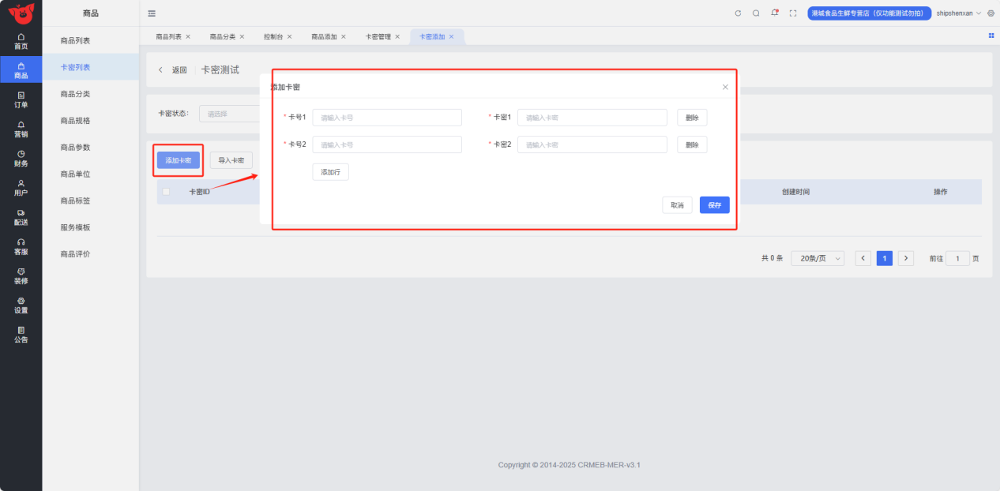 商品
港城食品生鲜专营店（仅功能测试勿拍）
shipshenxan
首页
商品
订单
营销
财务
用户
配送
客服
装修
设置
公告
商品列表
卡密列表
商品分类
商品规格
商品参数
商品单位
商品标签
服务模板
商品评价
商品列表 ×
商品分类 ×
控制台 ×
商品添加 ×
卡密管理 ×
卡密添加 ×
返回
卡密测试
卡密状态：
请选择
添加卡密
导入卡密
卡密ID
创建时间
操作
添加卡密
* 卡号1
请输入卡号
* 卡密1
请输入卡密
删除
* 卡号2
请输入卡号
* 卡密2
请输入卡密
删除
添加行
取消
保存
共 0 条
20条/页
1
前往
1
页
Copyright © 2014-2025 CRMEB-MER-v3.1